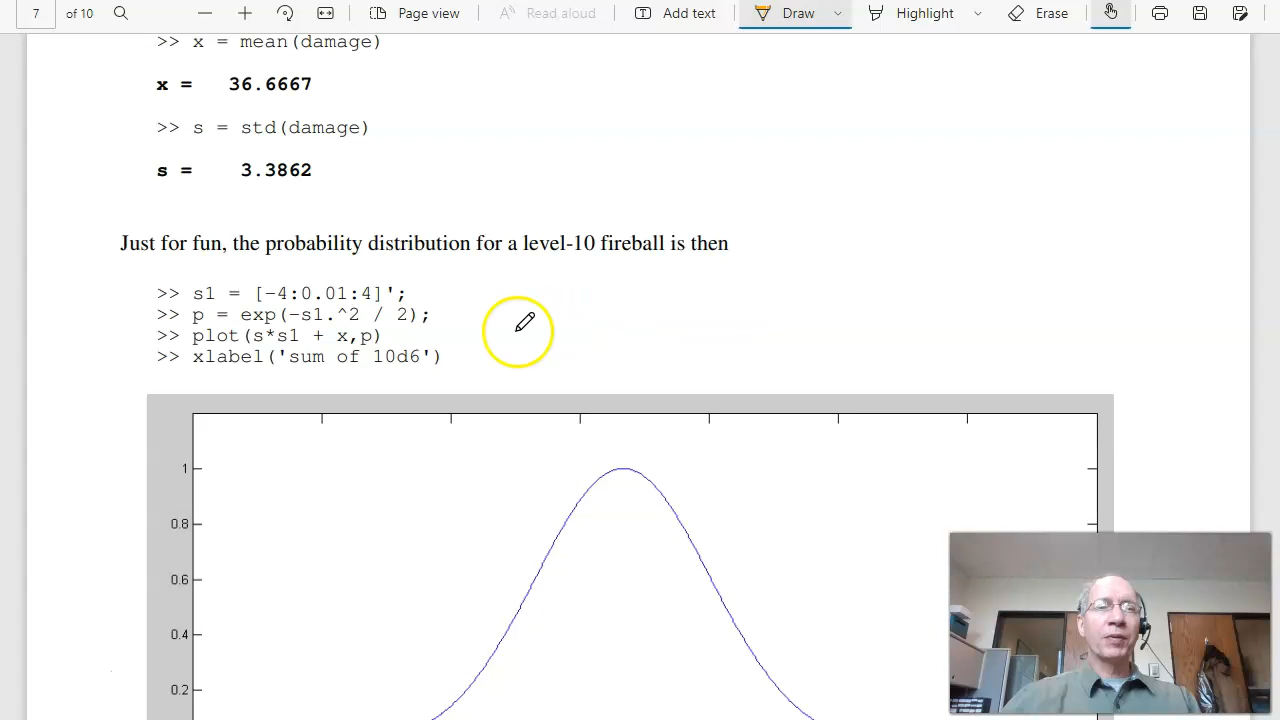 7 of 10 Page view Read aloud Add text Draw Highlight Erase
>> x = mean(damage)
x = 36.6667
>> s = std(damage)
s = 3.3862
Just for fun, the probability distribution for a level-10 fireball is then
>> s1 = [-4:0.01:4]';
>> p = exp(-s1.^2 / 2);
>> plot(s*s1 + x,p)
>> xlabel('sum of 10d6')
1
0.8
0.6
0.4
0.2